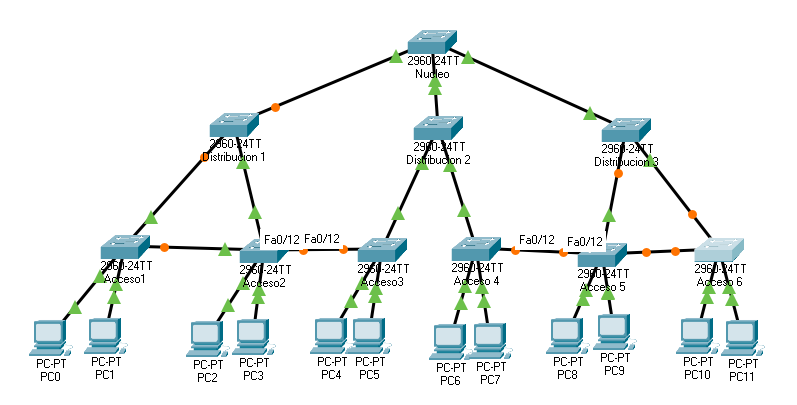 2960-24TT
Nucleo
2960-24TT
Distribucion 1
2960-24TT
Distribucion 2
2960-24TT
Distribucion 3
2960-24TT
Acceso1
Fa0/12
Fa0/12
2960-24TT
Acceso2
2960-24TT
Acceso3
Fa0/12
Fa0/12
2960-24TT
Acceso 4
2960-24TT
Acceso 5
2960-24TT
Acceso 6
PC-PT
PC0
PC-PT
PC1
PC-PT
PC2
PC-PT
PC3
PC-PT
PC4
PC-PT
PC5
PC-PT
PC6
PC-PT
PC7
PC-PT
PC8
PC-PT
PC9
PC-PT
PC10
PC-PT
PC11